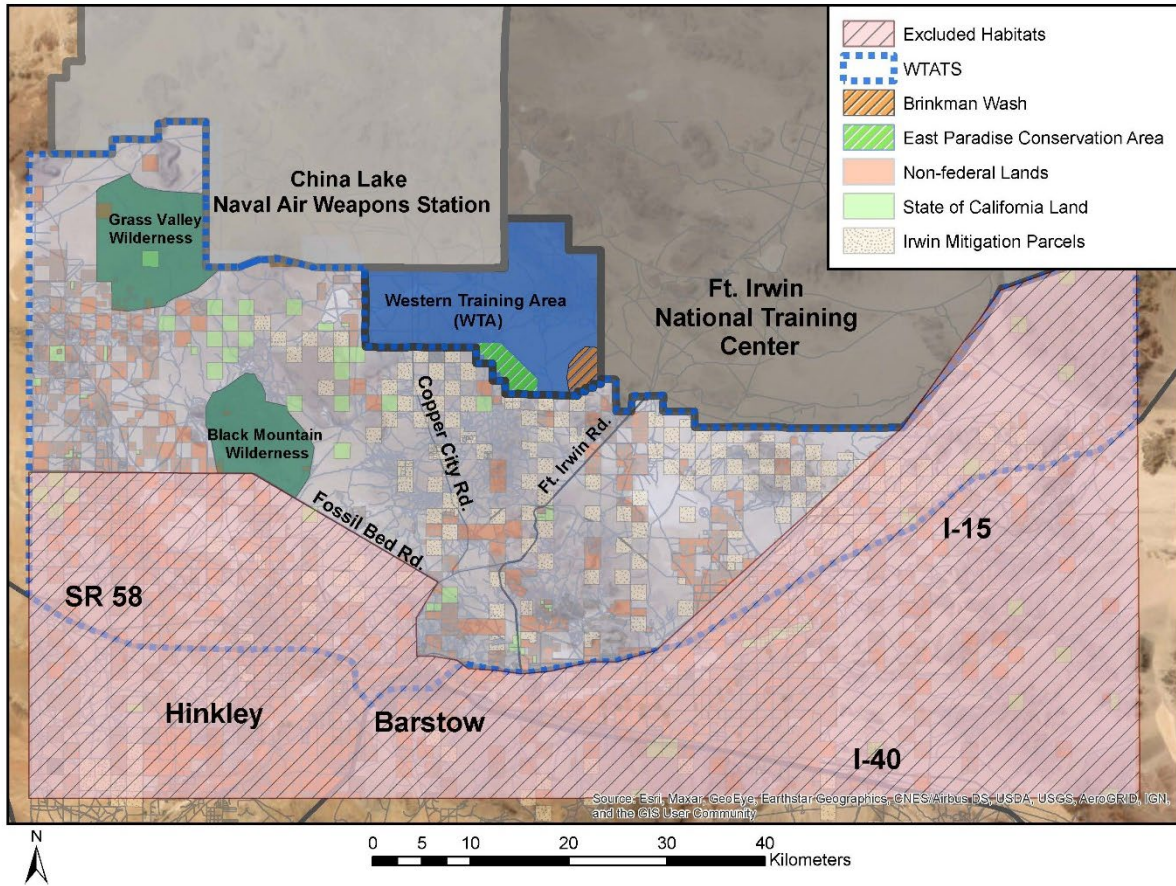 Excluded Habitats
WTATS
Brinkman Wash
East Paradise Conservation Area
Non-federal Lands
State of California Land
Irwin Mitigation Parcels
China Lake
Naval Air Weapons Station
Grass Valley
Wilderness
Western Training Area
(WTA)
Ft. Irwin
National Training
Center
Black Mountain
Wilderness
Copper City Rd.
Ft. Irwin Rd.
Fossil Bed Rd.
I-15
SR 58
Hinkley
Barstow
I-40
Source: Esri, Maxar, GeoEye, Earthstar Geographics, CNES/Airbus DS, USDA, USGS, AeroGRID, IGN,
and the GIS User Community
N
0 5 10 20 30 40
Kilometers